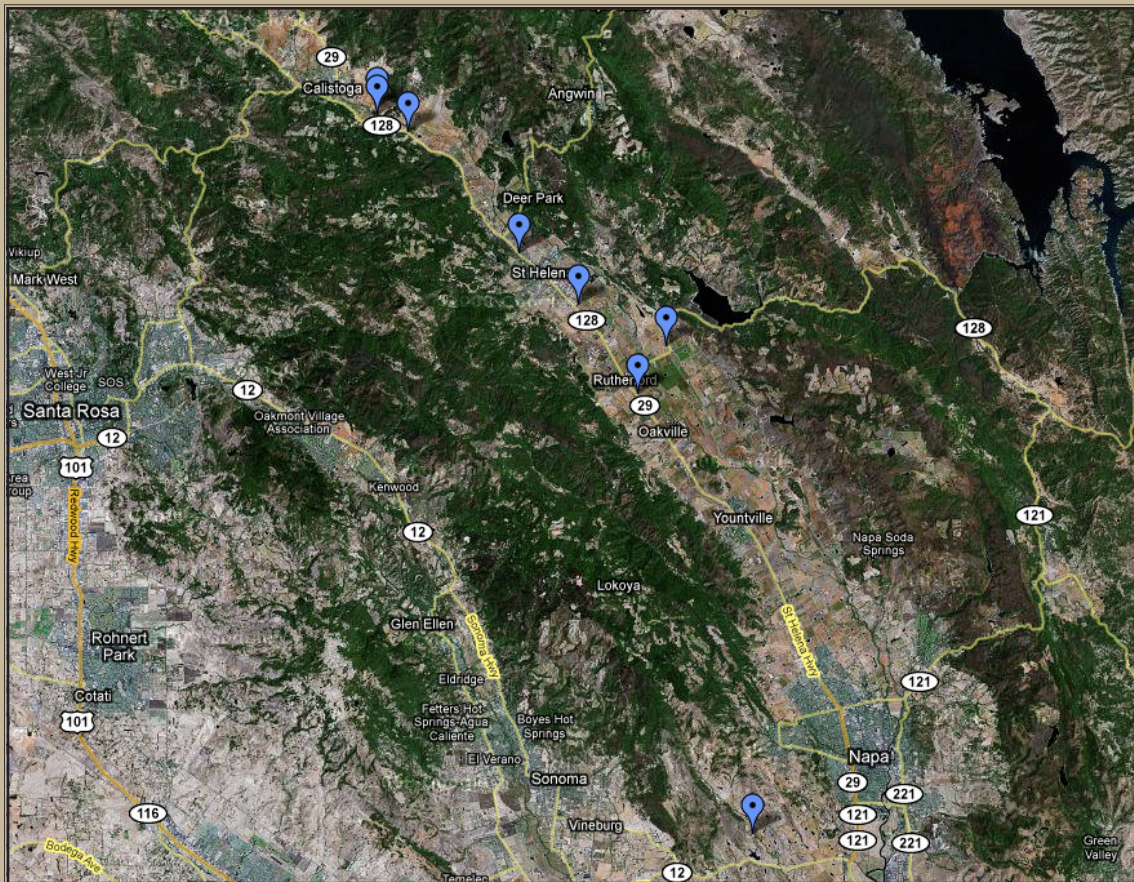 29
Calistoga
Angwin
128
Deer Park
Wikiup
Mark West
St Helen
128
128
West Jr
College
SOS
12
Rutherford
29
Santa Rosa
Oakmont Village
Association
Oakville
12
101
Kenwood
Redwood Hwy
Yountville
121
12
Napa Soda
Springs
Lokoya
Glen Ellen
Sonoma Hwy
St Helena Hwy
Rohnert
Park
Eldridge
121
Cotati
Fetters Hot
Springs-Agua
Caliente
Boyes Hot
Springs
101
El Verano
Napa
Sonoma
29
221
116
121
Vineburg
121
221
Green
Valley
Bodega Ave
12
Temelec